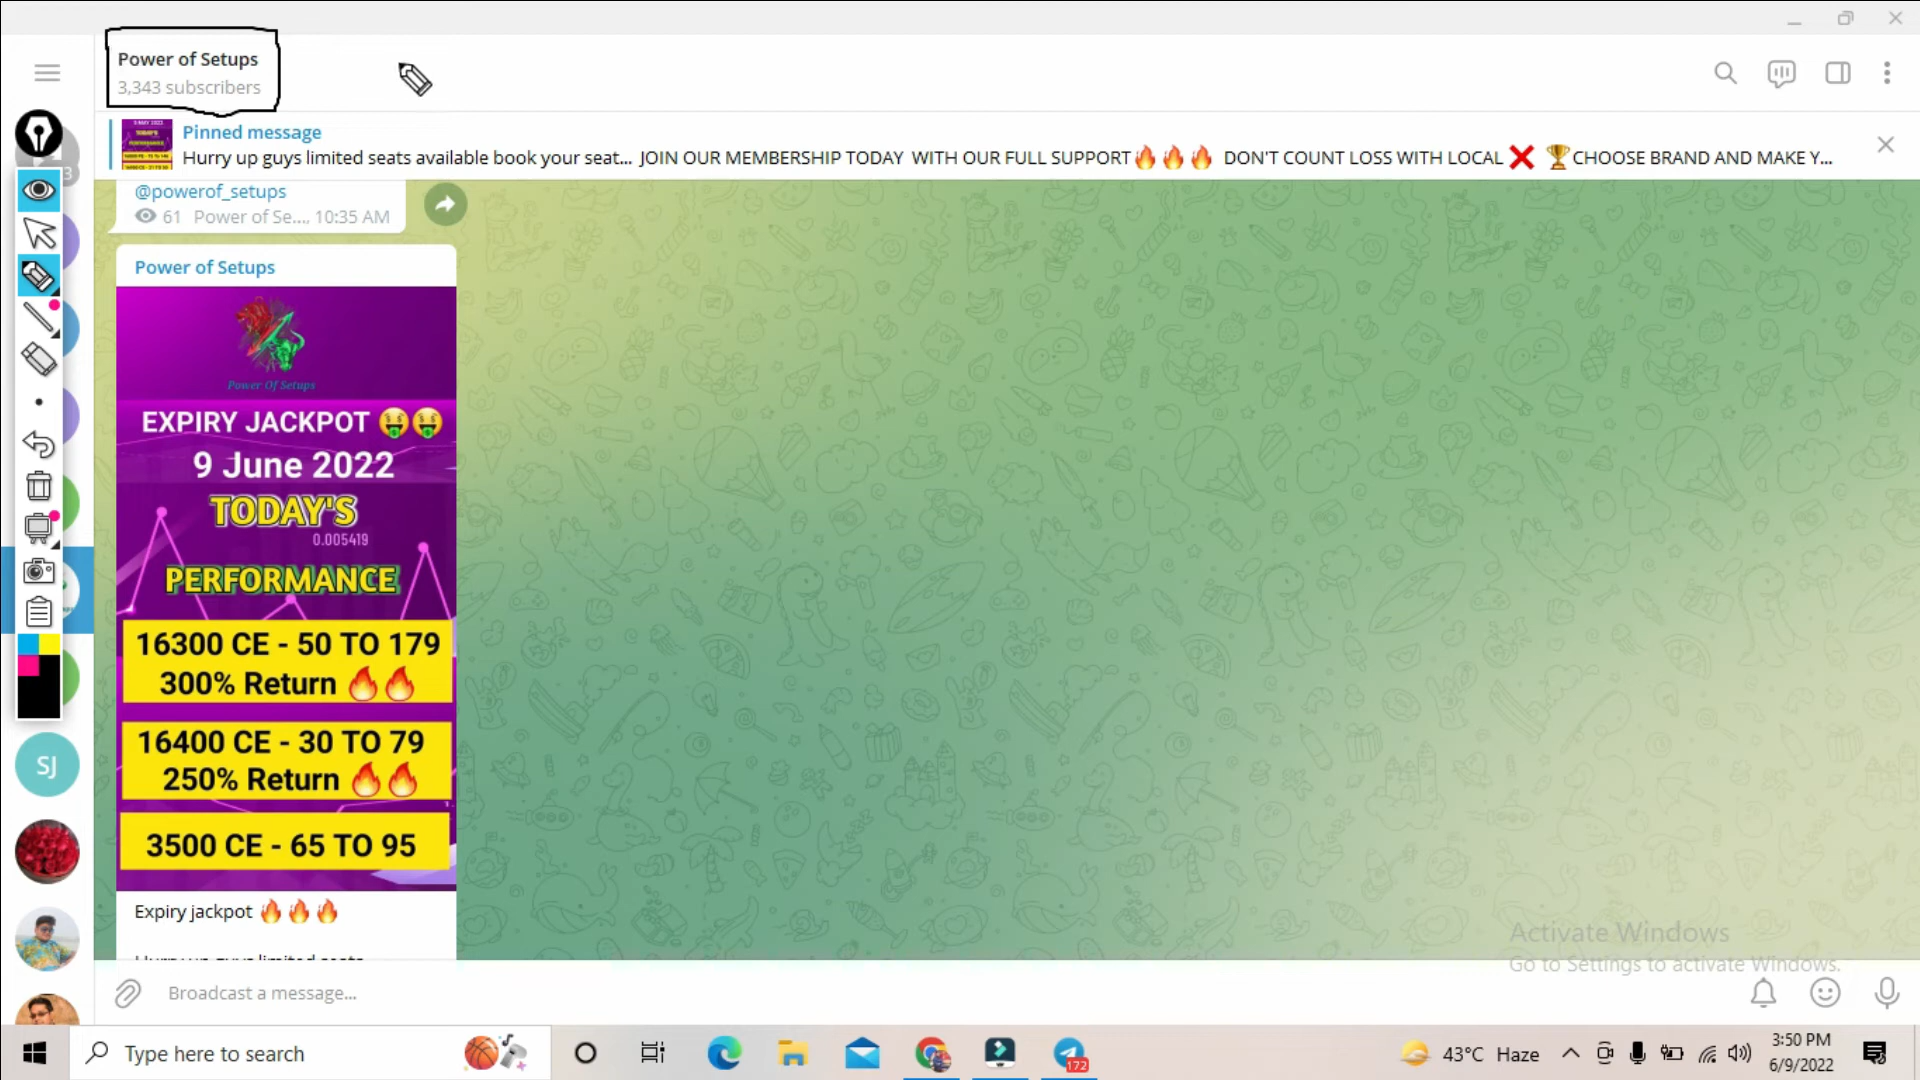 Power of Setups
3,343 subscribers
Pinned message
Hurry up guys limited seats available book your seat... JOIN OUR MEMBERSHIP TODAY WITH OUR FULL SUPPORT🔥🔥🔥 DON'T COUNT LOSS WITH LOCAL ❌ 🏆CHOOSE BRAND AND MAKE Y...
@powerof_setups
61 Power of Se..., 10:35 AM
Power of Setups
Power Of Setups
EXPIRY JACKPOT 🤑🤑
9 June 2022
TODAY'S
0.005419
PERFORMANCE
16300 CE - 50 TO 179
300% Return 🔥🔥
16400 CE - 30 TO 79
250% Return 🔥🔥
3500 CE - 65 TO 95
Expiry jackpot 🔥🔥🔥
Hurry up guys limited seats
SJ
Activate Windows
Go to Settings to activate Windows.
Broadcast a message...
Type here to search
172
43°C Haze
3:50 PM
6/9/2022